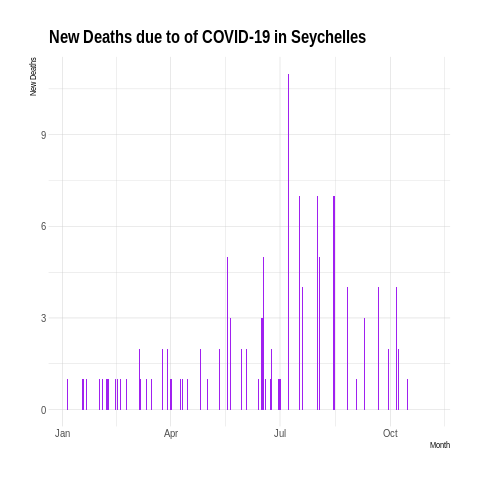 New Deaths due to of COVID-19 in Seychelles
New Deaths
9
6
3
0
Jan Apr Jul Oct
Month